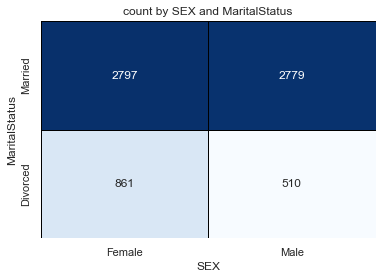 count by SEX and MaritalStatus
MaritalStatus
Married
2797
2779
Divorced
861
510
Female
Male
SEX